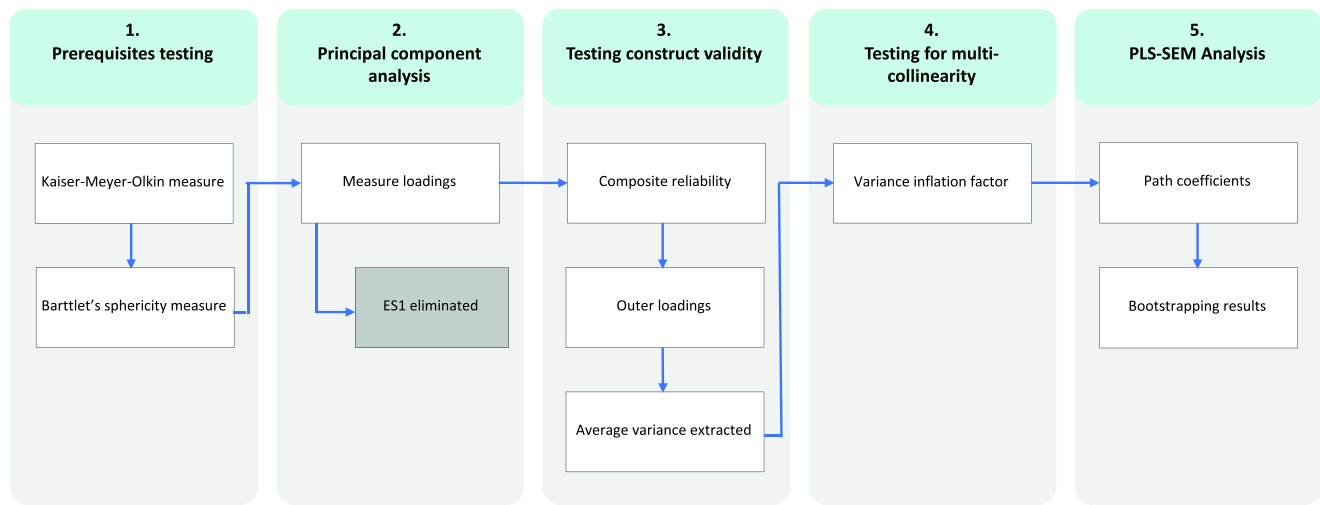 1.
Prerequisites testing
Kaiser-Meyer-Olkin measure
Barttlet's sphericity measure
2.
Principal component
analysis
Measure loadings
ES1 eliminated
3.
Testing construct validity
Composite reliability
Outer loadings
Average variance extracted
4.
Testing for multi-
collinearity
Variance inflation factor
5.
PLS-SEM Analysis
Path coefficients
Bootstrapping results